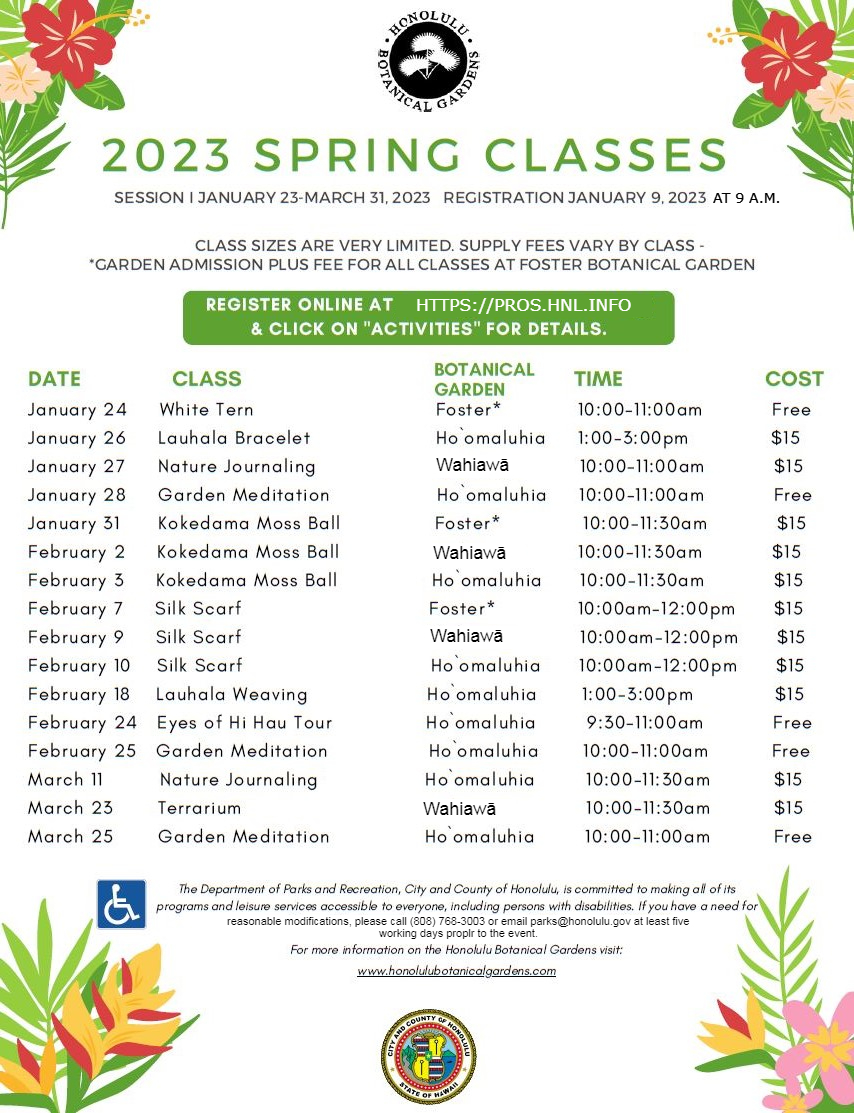 HONOLULU
BOTANICAL GARDENS
2023 SPRING CLASSES
SESSION I JANUARY 23-MARCH 31, 2023 REGISTRATION JANUARY 9, 2023 AT 9 A.M.
CLASS SIZES ARE VERY LIMITED. SUPPLY FEES VARY BY CLASS -
*GARDEN ADMISSION PLUS FEE FOR ALL CLASSES AT FOSTER BOTANICAL GARDEN
REGISTER ONLINE AT HTTPS://PROS.HNL.INFO
& CLICK ON "ACTIVITIES" FOR DETAILS.
DATE CLASS BOTANICAL GARDEN TIME COST
January 24 White Tern Foster* 10:00-11:00am Free
January 26 Lauhala Bracelet Ho`omaluhia 1:00-3:00pm $15
January 27 Nature Journaling Wahiawā 10:00-11:00am $15
January 28 Garden Meditation Ho`omaluhia 10:00-11:00am Free
January 31 Kokedama Moss Ball Foster* 10:00-11:30am $15
February 2 Kokedama Moss Ball Wahiawā 10:00-11:30am $15
February 3 Kokedama Moss Ball Ho`omaluhia 10:00-11:30am $15
February 7 Silk Scarf Foster* 10:00am-12:00pm $15
February 9 Silk Scarf Wahiawā 10:00am-12:00pm $15
February 10 Silk Scarf Ho`omaluhia 10:00am-12:00pm $15
February 18 Lauhala Weaving Ho`omaluhia 1:00-3:00pm $15
February 24 Eyes of Hi Hau Tour Ho`omaluhia 9:30-11:00am Free
February 25 Garden Meditation Ho`omaluhia 10:00-11:00am Free
March 11 Nature Journaling Ho`omaluhia 10:00-11:30am $15
March 23 Terrarium Wahiawā 10:00-11:30am $15
March 25 Garden Meditation Ho`omaluhia 10:00-11:00am Free
The Department of Parks and Recreation, City and County of Honolulu, is committed to making all of its
programs and leisure services accessible to everyone, including persons with disabilities. If you have a need for
reasonable modifications, please call (808) 768-3003 or email parks@honolulu.gov at least five
working days proplr to the event.
For more information on the Honolulu Botanical Gardens visit:
www.honolulubotanicalgardens.com
CITY AND COUNTY OF HONOLULU
STATE OF HAWAII